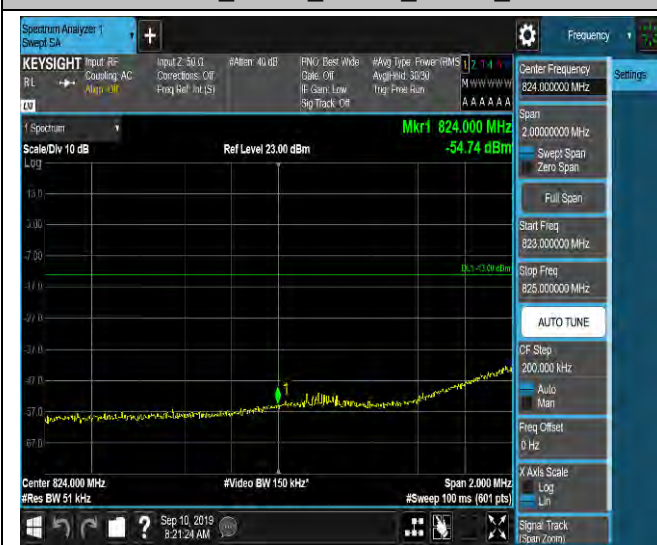 Spectrum Analyzer 1
Swept SA
+
Frequency
KEYSIGHT Input: RF
RL
Coupling: AC
Align: Off
Input Z: 50 Ω
Corrections: Off
Freq Ref: Int (S)
#Atten: 40 dB
PNO: Best Wide
Gate: Off
IF Gain: Low
Sig Track: Off
#Avg Type: Power (RMS)
Avg|Hold: 30/30
Trig: Free Run
M W W W W W
A A A A A A
Center Frequency
824.000000 MHz
Settings
Span
2.00000000 MHz
Swept Span
Zero Span
Full Span
Start Freq
823.000000 MHz
Stop Freq
825.000000 MHz
AUTO TUNE
CF Step
200.000 kHz
Auto
Man
Freq Offset
0 Hz
X Axis Scale
Log
Lin
Signal Track
(Span Zoom)
1 Spectrum
Scale/Div 10 dB
Ref Level 23.00 dBm
Mkr1 824.000 MHz
-54.74 dBm
Log
13.0
3.00
-7.00
DL1 -13.00 dBm
-17.0
-27.0
-37.0
-47.0
1
-57.0
-67.0
Center 824.000 MHz
#Video BW 150 kHz*
Span 2.000 MHz
#Res BW 51 kHz
#Sweep 100 ms (601 pts)
?
Sep 10, 2019
8:21:24 AM